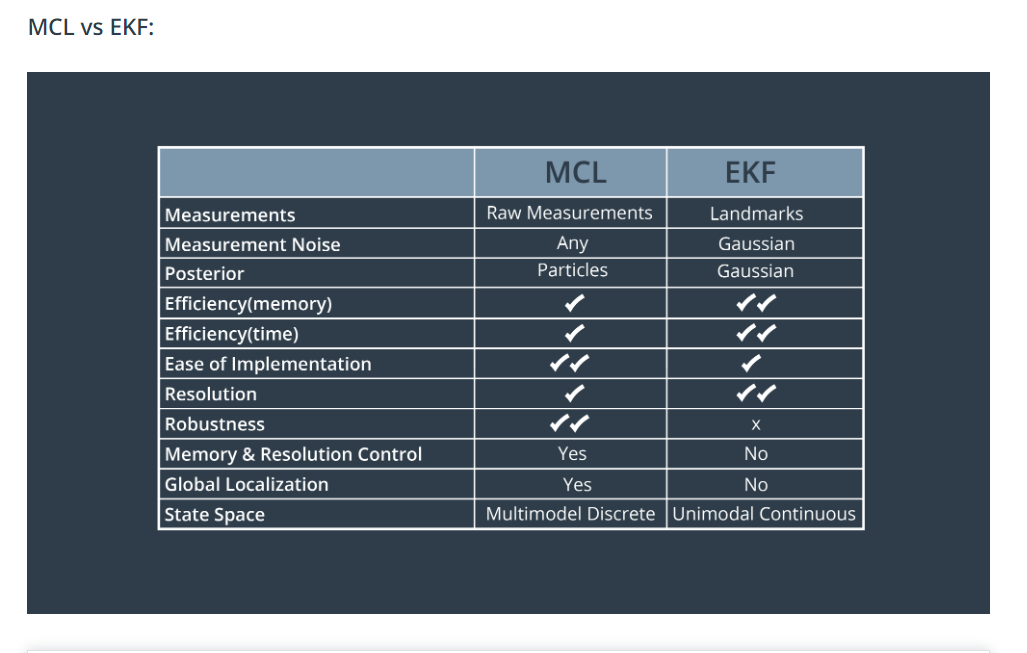 MCL vs EKF:
MCL EKF
Measurements Raw Measurements Landmarks
Measurement Noise Any Gaussian
Posterior Particles Gaussian
Efficiency(memory) ✓ ✓✓
Efficiency(time) ✓ ✓✓
Ease of Implementation ✓✓ ✓
Resolution ✓ ✓✓
Robustness ✓✓ x
Memory & Resolution Control Yes No
Global Localization Yes No
State Space Multimodel Discrete Unimodal Continuous